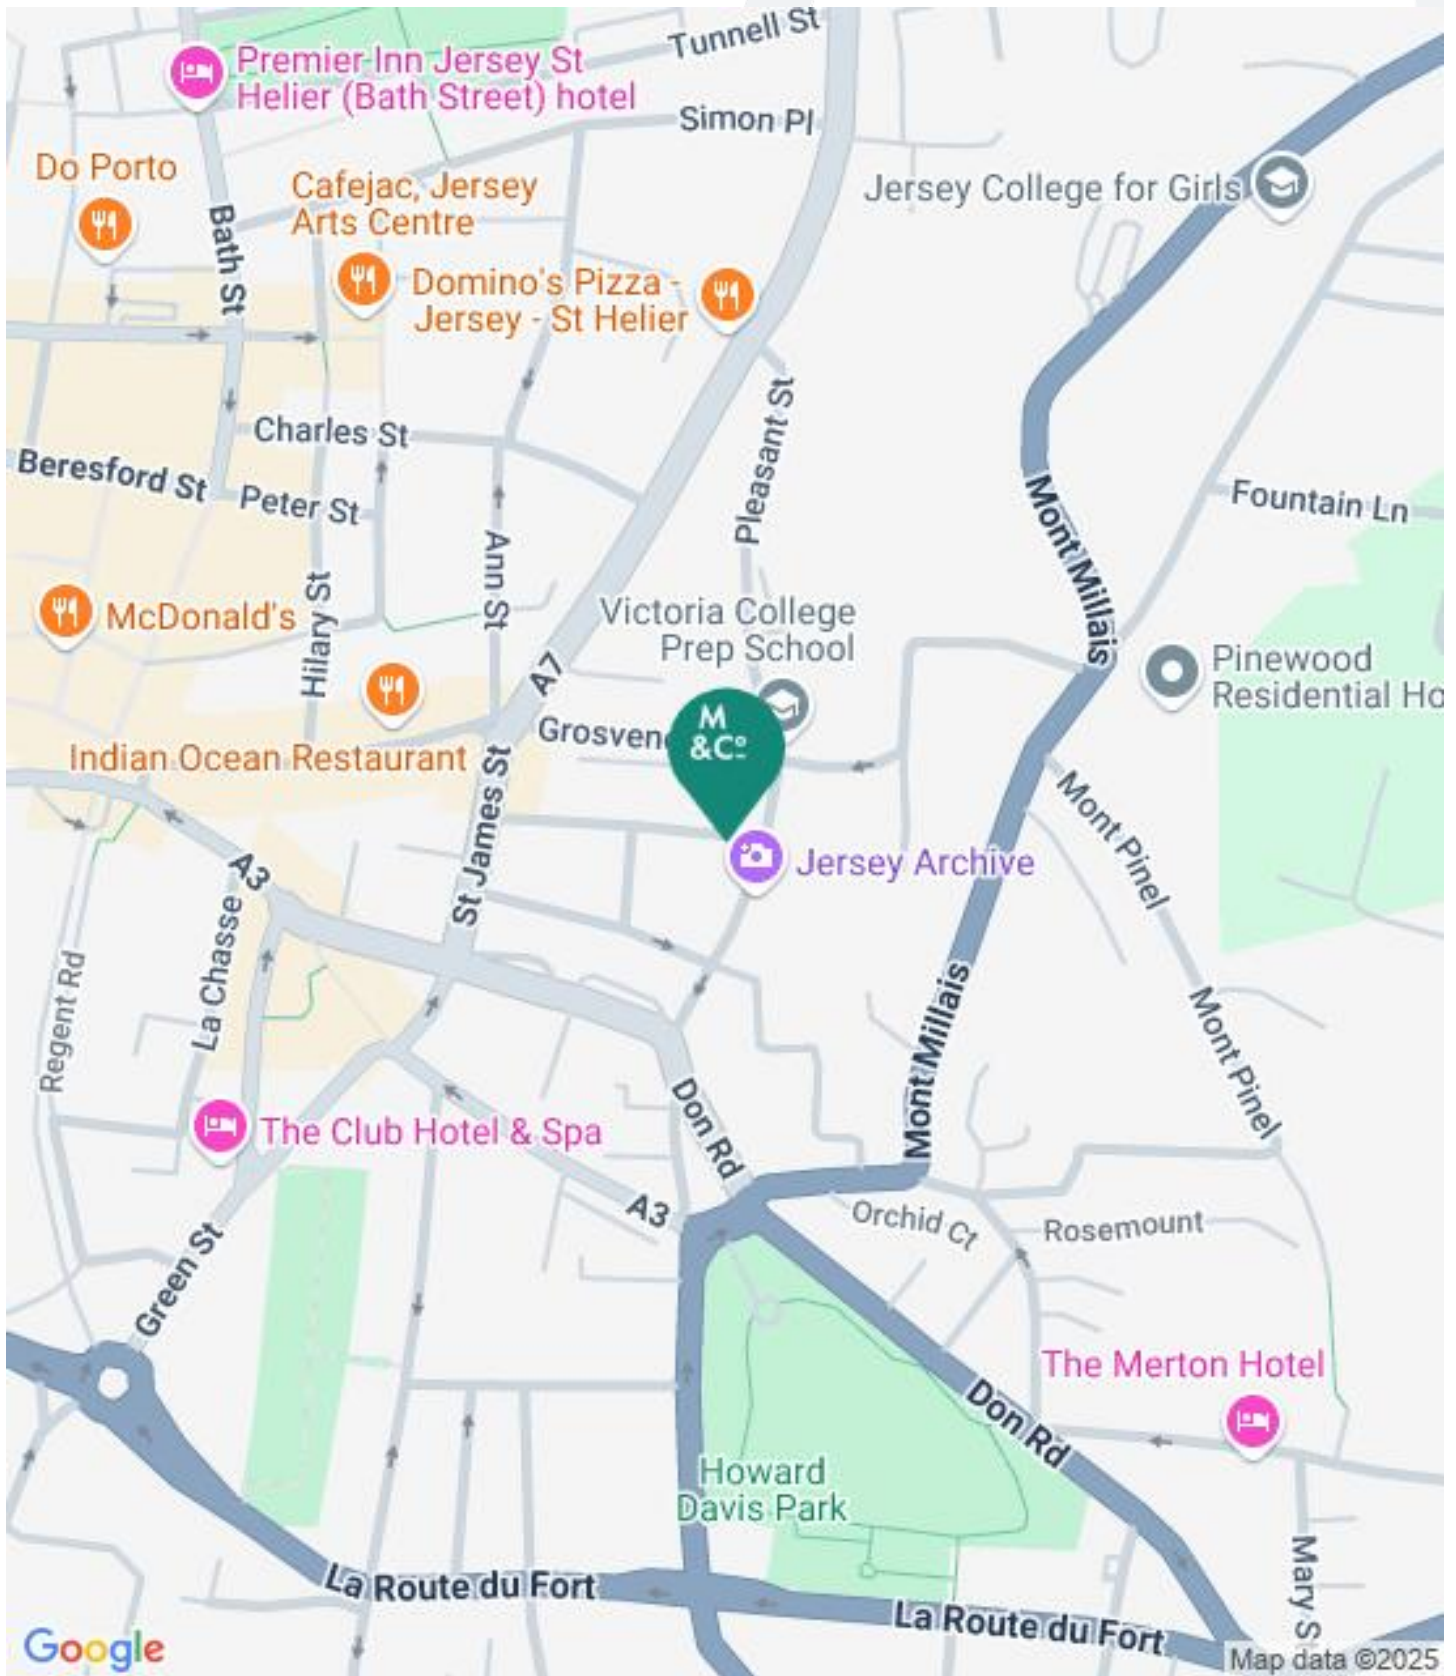 Tunnell St
Premier Inn Jersey St
Helier (Bath Street) hotel
Simon Pl
Do Porto
Cafejac, Jersey
Arts Centre
Jersey College for Girls
Bath St
Domino's Pizza -
Jersey - St Helier
Pleasant St
Charles St
Beresford St
Peter St
Mont Millais
Fountain Ln
Ann St
Hilary St
McDonald's
Victoria College
Prep School
A7
Pinewood
Residential Ho
M
&Co
Grosven
Indian Ocean Restaurant
St James St
Mont Pinel
A3
Jersey Archive
La Chasse
Regent Rd
Mont Millais
Mont Pinel
Don Rd
The Club Hotel & Spa
A3
Orchid Ct
Rosemount
Green St
The Merton Hotel
Don Rd
Howard
Davis Park
La Route du Fort
La Route du Fort
Mary St
Google
Map data ©2025